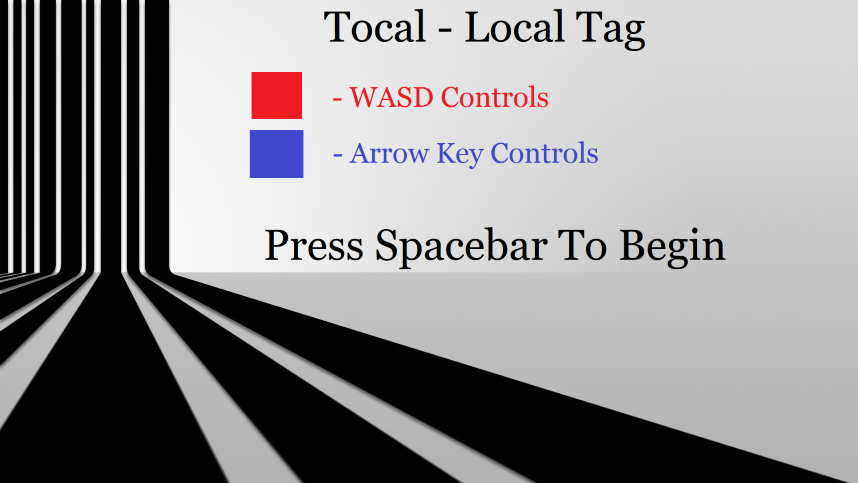 Tocal - Local Tag
- WASD Controls
- Arrow Key Controls
Press Spacebar To Begin